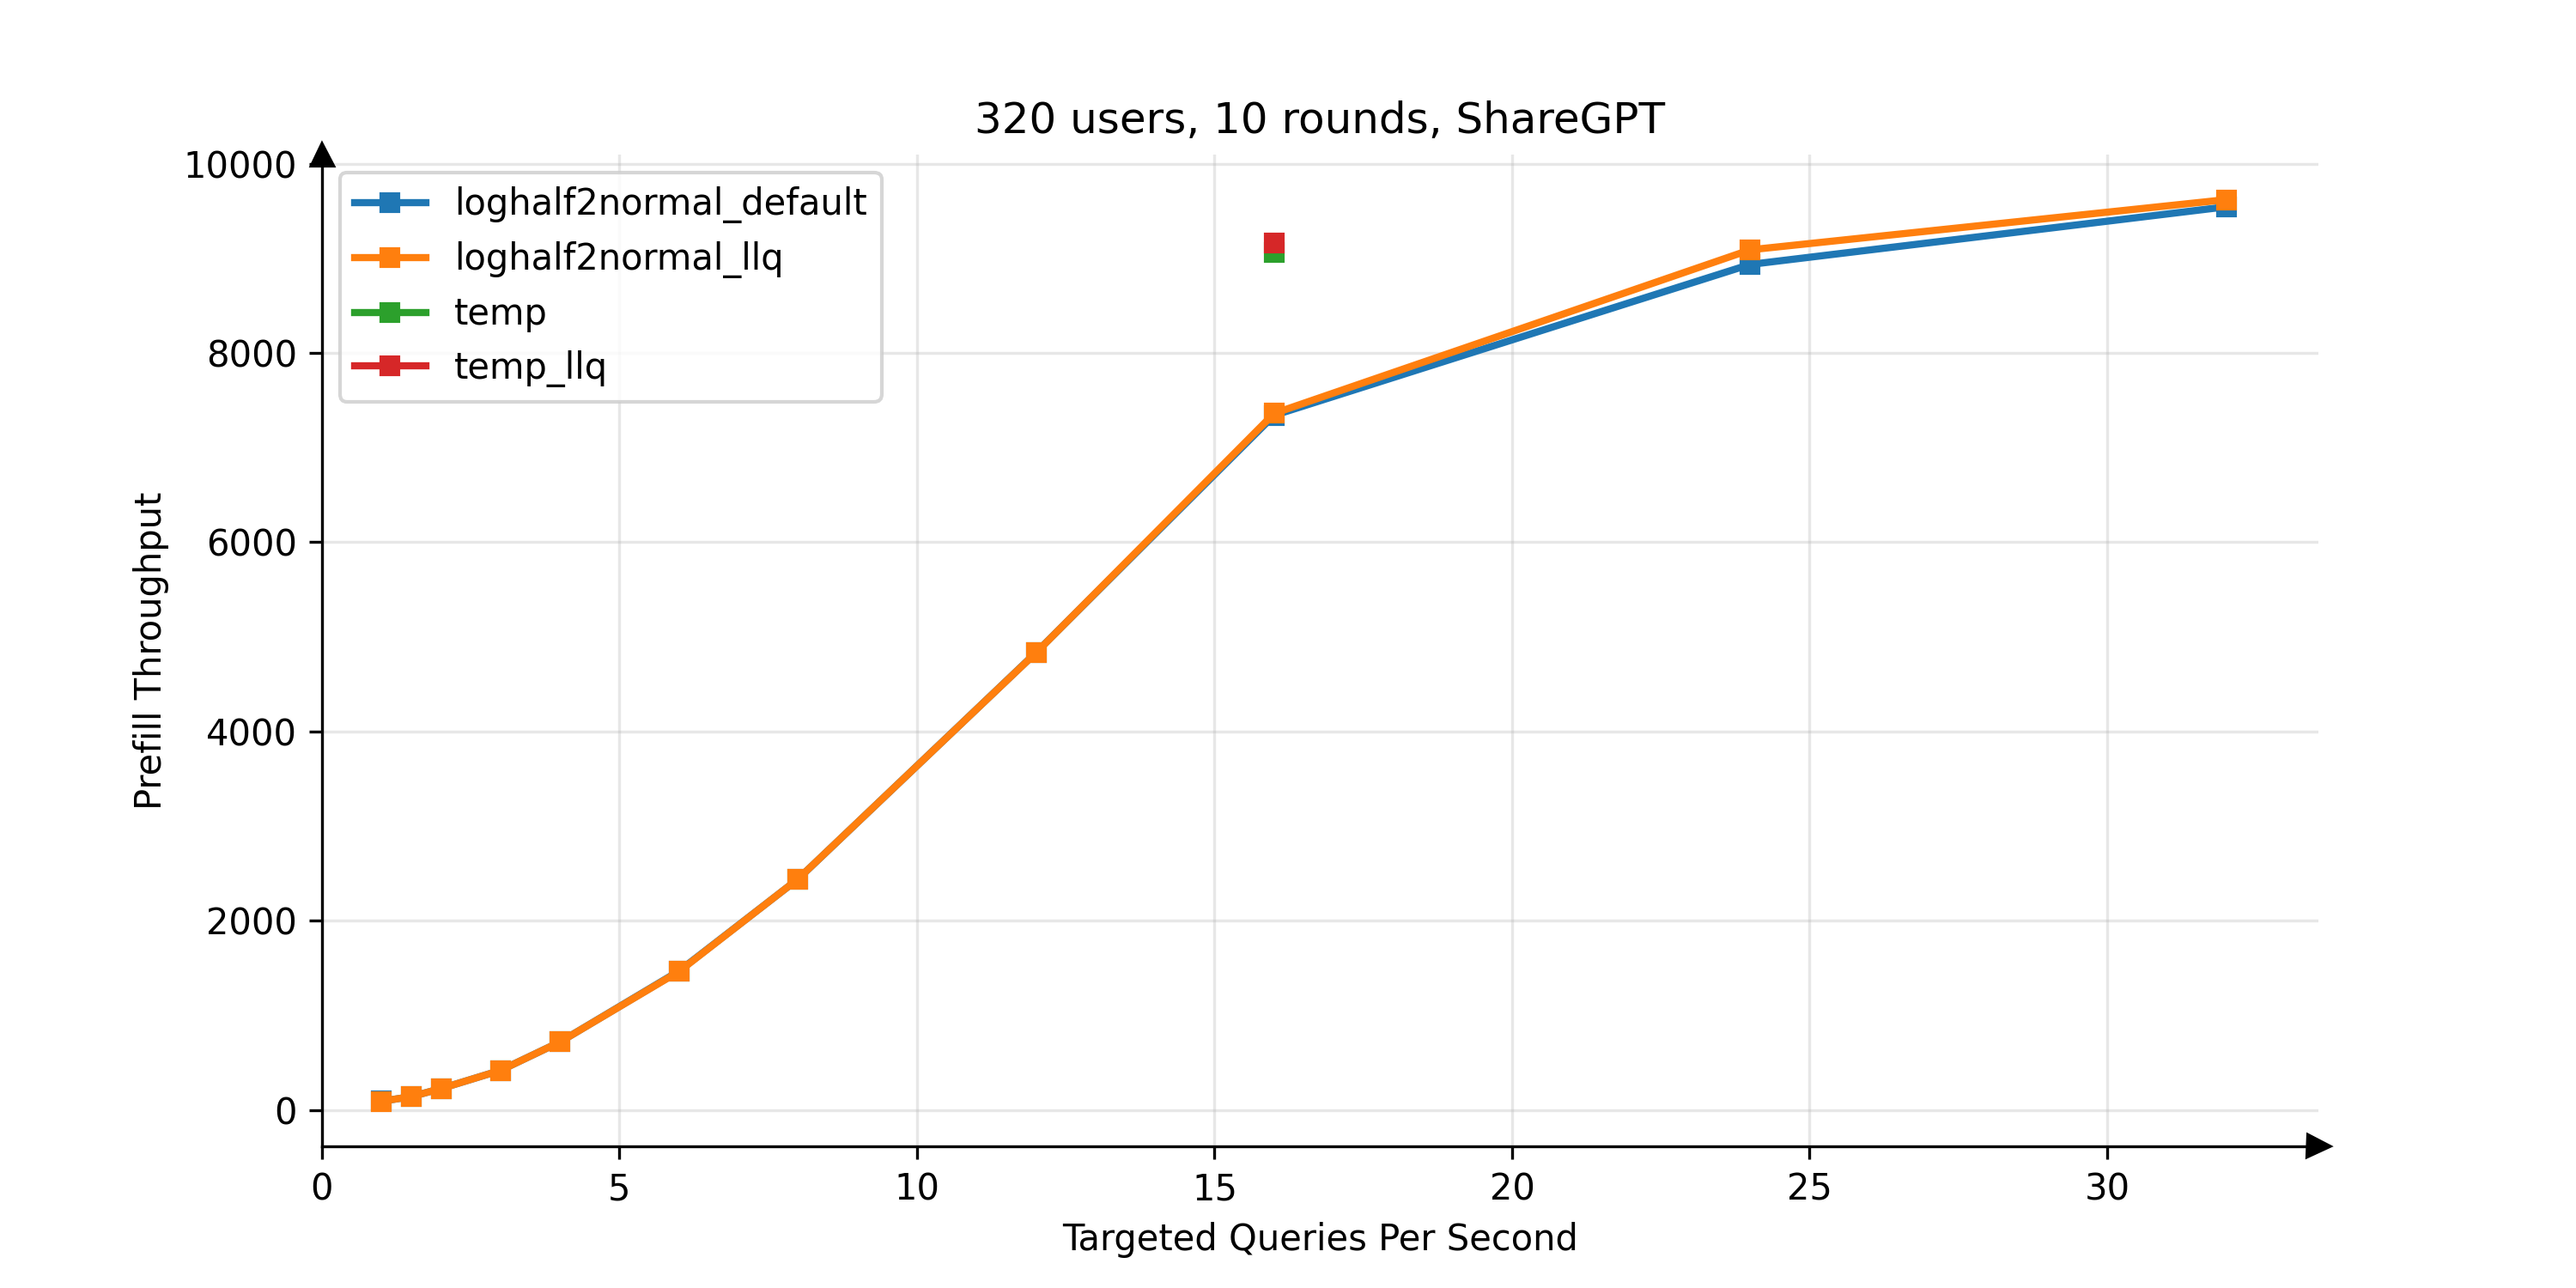 320 users, 10 rounds, ShareGPT
loghalf2normal_default
loghalf2normal_llq
temp
temp_llq
Prefill Throughput
10000
8000
6000
4000
2000
0
0 5 10 15 20 25 30
Targeted Queries Per Second